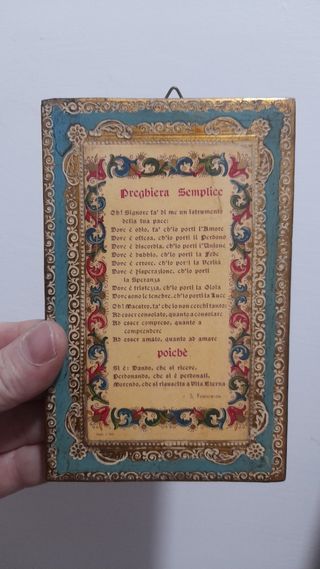 Preghiera Semplice
Oh! Signore fa' di me un istrumento
della tua pace:
Dove è odio, fa' ch'io porti l'Amore
Dove è offesa, ch'io porti il Perdono
Dove è discordia, ch'io porti l'Unione
Dove è dubbio, ch'io porti la Fede
Dove è errore, ch'io porti la Verità
Dove è disperazione, ch'io porti
la Speranza
Dove è tristezza, ch'io porti la Gioia
Dove sono le tenebre, ch'io porti la Luce
Oh! Maestro, fa' che io non cerchi tanto
Ad esser consolato, quanto a consolare
Ad esser compreso, quanto a
comprendere
Ad esser amato, quanto ad amare
poichè
Si è: Dando, che si riceve,
Perdonando, che si è perdonati,
Morendo, che si risuscita a Vita Eterna
S. Francesco